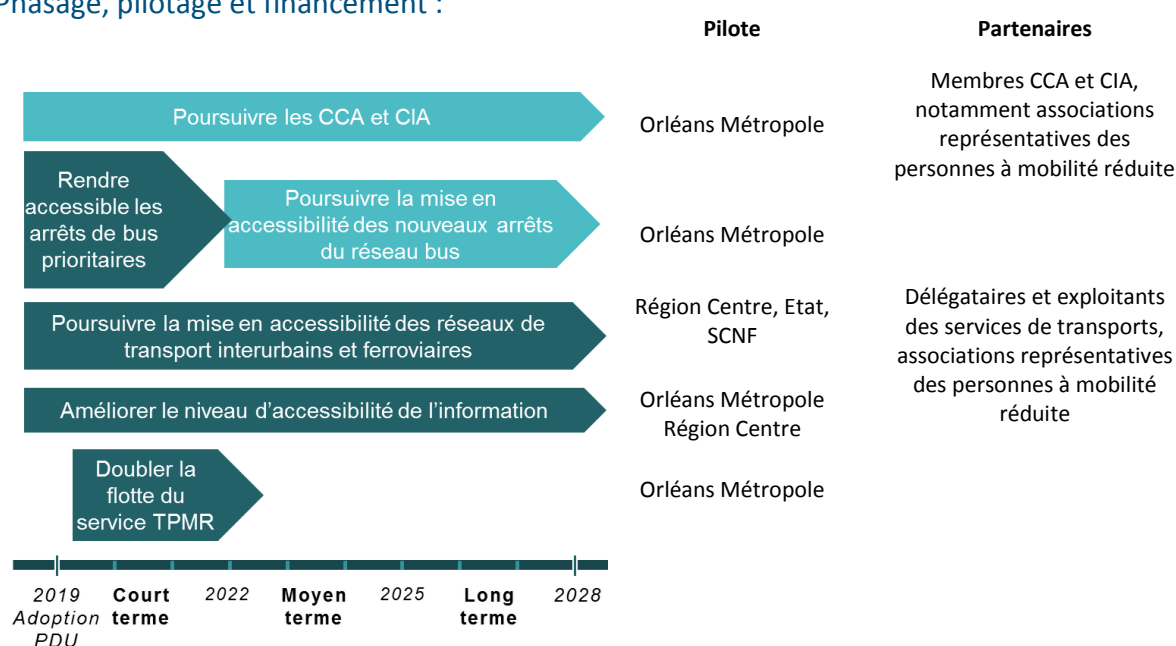 Phasage, pilotage et financement :
Pilote
Partenaires
Poursuivre les CCA et CIA
Orléans Métropole
Membres CCA et CIA,
notamment associations
représentatives des
personnes à mobilité réduite
Rendre
accessible les
arrêts de bus
prioritaires
Poursuivre la mise en
accessibilité des nouveaux arrêts
du réseau bus
Orléans Métropole
Poursuivre la mise en accessibilité des réseaux de
transport interurbains et ferroviaires
Région Centre, Etat,
SCNF
Délégataires et exploitants
des services de transports,
associations représentatives
des personnes à mobilité
réduite
Améliorer le niveau d'accessibilité de l'information
Orléans Métropole
Région Centre
Doubler la
flotte du
service TPMR
Orléans Métropole
2019 Court 2022 Moyen 2025 Long 2028
Adoption terme terme terme
PDU